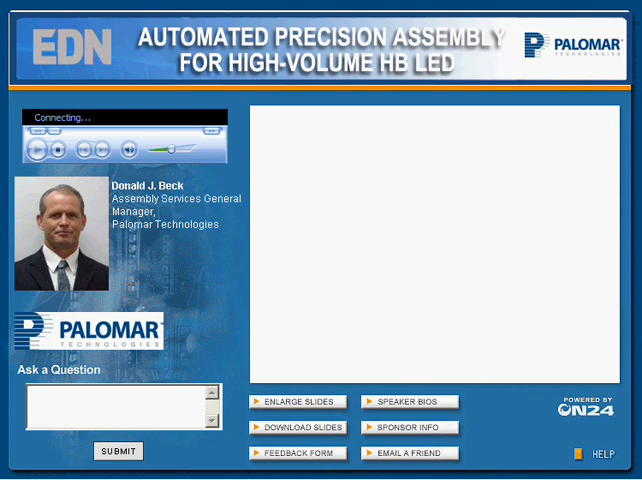 EDN
AUTOMATED PRECISION ASSEMBLY
FOR HIGH-VOLUME HB LED
PALOMAR
TECHNOLOGIES
Connecting...
Donald J. Beck
Assembly Services General
Manager,
Palomar Technologies
PALOMAR
TECHNOLOGIES
Ask a Question
SUBMIT
ENLARGE SLIDES
SPEAKER BIOS
DOWNLOAD SLIDES
SPONSOR INFO
FEEDBACK FORM
EMAIL A FRIEND
POWERED BY
ON24
? HELP